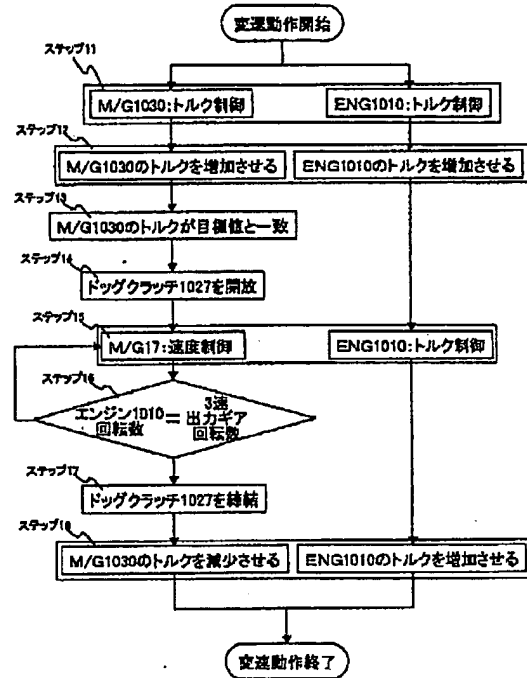 変速動作開始
ステップ11
M/G1030:トルク制御
ENG1010:トルク制御
ステップ12
M/G1030のトルクを増加させる
ENG1010のトルクを増加させる
ステップ13
M/G1030のトルクが目標値と一致
ステップ14
ドッグクラッチ1027を開放
ステップ15
M/G17:速度制御
ENG1010:トルク制御
ステップ16
エンジン1010
回転数
=
3速
出力ギア
回転数
ステップ17
ドッグクラッチ1027を締結
ステップ18
M/G1030のトルクを減少させる
ENG1010のトルクを増加させる
変速動作終了